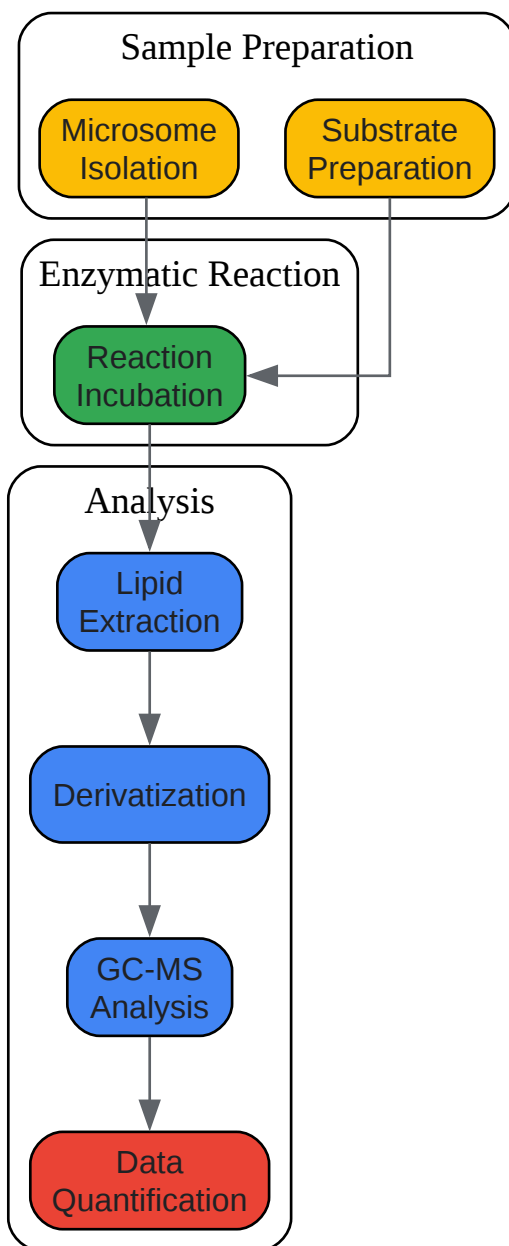 Sample Preparation
Microsome
Isolation
Substrate
Preparation
Enzymatic Reaction
Reaction
Incubation
Analysis
Lipid
Extraction
Derivatization
GC-MS
Analysis
Data
Quantification